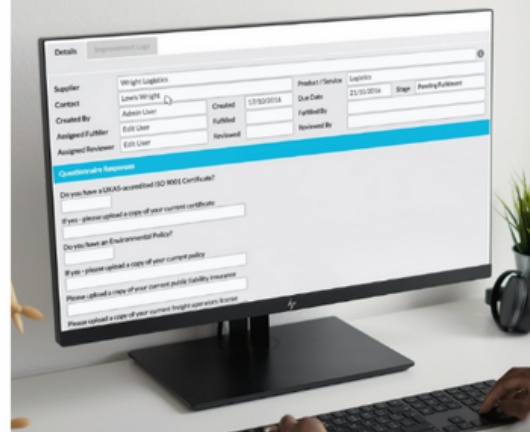 Details Improvement Logs
Supplier Wright Logistics Product / Service Logistics
Contact Lewis Wright Due Date 21/10/2016 Stage Pending Fulfilment
Created By Admin User Created 17/10/2016 Fulfilled By
Assigned Fulfiller Edit User Fulfilled Reviewed By
Assigned Reviewer Edit User Reviewed
Questionnaire Responses
Do you have a UKAS-accredited ISO 9001 Certificate?
If yes - please upload a copy of your current certificate
Do you have an Environmental Policy?
If yes - please upload a copy of your current policy
Please upload a copy of your current public liability insurance
Please upload a copy of your current freight operators license
hp